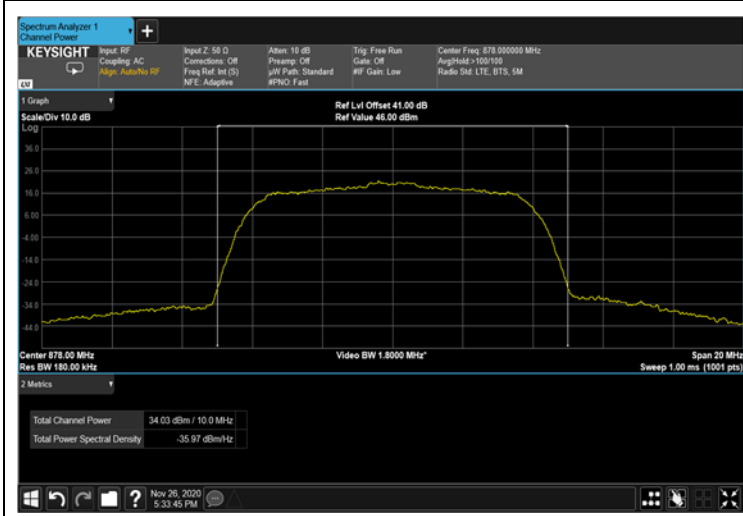 Spectrum Analyzer 1
Channel Power
+
KEYSIGHT
Input: RF
Coupling: AC
Align: Auto/No RF
Input Z: 50 Ω
Corrections: Off
Freq Ref: Int (S)
NFE: Adaptive
Atten: 10 dB
Preamp: Off
µW Path: Standard
#PNO: Fast
Trig: Free Run
Gate: Off
#IF Gain: Low
Center Freq: 878.000000 MHz
Avg|Hold:>100/100
Radio Std: LTE, BTS, 5M
LXI
1 Graph
Scale/Div 10.0 dB
Ref Lvl Offset 41.00 dB
Ref Value 46.00 dBm
Log
36.0
26.0
16.0
6.00
-4.00
-14.0
-24.0
-34.0
-44.0
Center 878.00 MHz
Res BW 180.00 kHz
Video BW 1.8000 MHz*
Span 20 MHz
Sweep 1.00 ms (1001 pts)
2 Metrics
Total Channel Power 34.03 dBm / 10.0 MHz
Total Power Spectral Density -35.97 dBm/Hz
?
Nov 26, 2020
5:33:45 PM